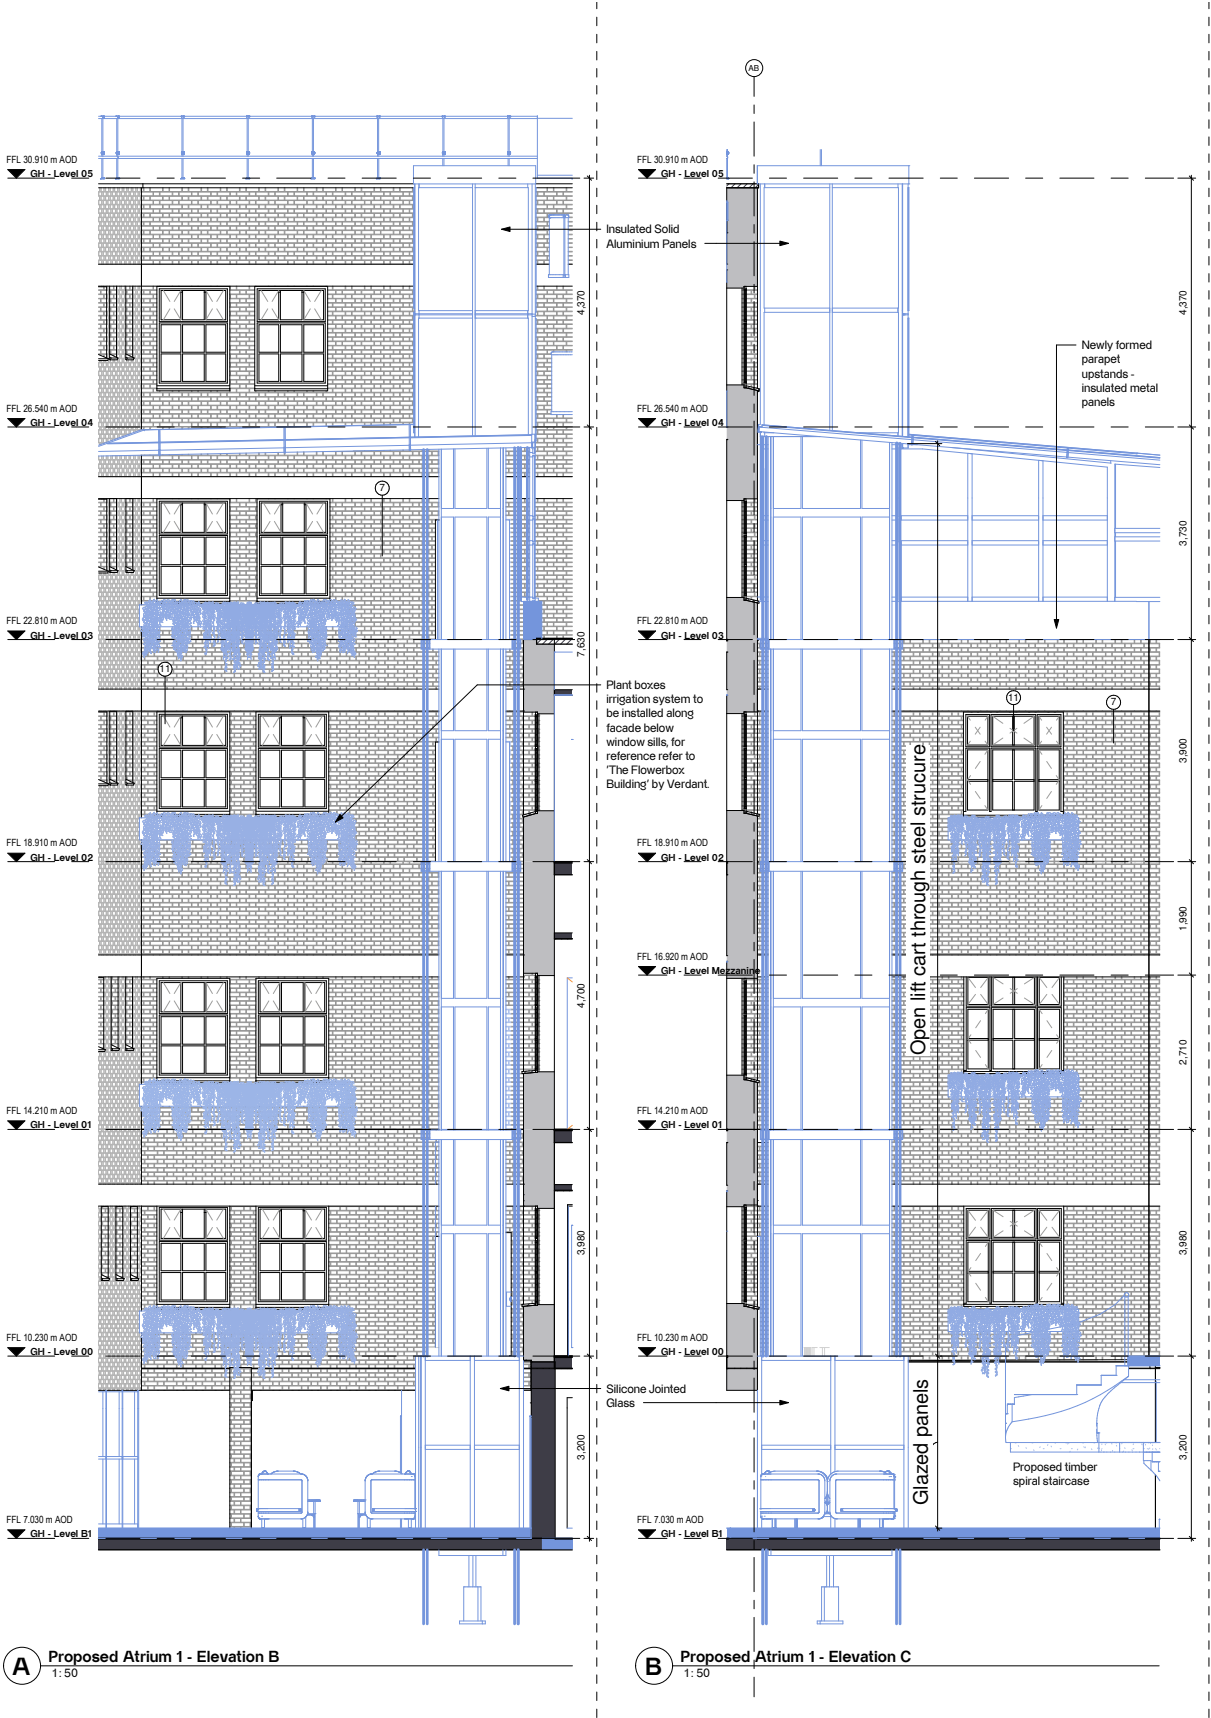 AB
FFL 30.910 m AOD
GH - Level 05
FFL 30.910 m AOD
GH - Level 05
Insulated Solid
Aluminium Panels
4,370
4,370
Newly formed
parapet
upstands -
insulated metal
panels
FFL 26.540 m AOD
GH - Level 04
FFL 26.540 m AOD
GH - Level 04
7
3,730
FFL 22.810 m AOD
GH - Level 03
7,630
FFL 22.810 m AOD
GH - Level 03
11
Plant boxes
irrigation system to
be installed along
facade below
window sills, for
reference refer to
'The Flowerbox
Building' by Verdant.
11
7
3,900
Open lift cart through steel strucure
FFL 18.910 m AOD
GH - Level 02
FFL 18.910 m AOD
GH - Level 02
1,990
FFL 16.920 m AOD
GH - Level Mezzanine
4,700
2,710
FFL 14.210 m AOD
GH - Level 01
FFL 14.210 m AOD
GH - Level 01
3,980
3,980
FFL 10.230 m AOD
GH - Level 00
FFL 10.230 m AOD
GH - Level 00
Silicone Jointed
Glass
Glazed panels
3,200
3,200
Proposed timber
spiral staircase
FFL 7.030 m AOD
GH - Level B1
FFL 7.030 m AOD
GH - Level B1
A
Proposed Atrium 1 - Elevation B
1: 50
B
Proposed Atrium 1 - Elevation C
1: 50